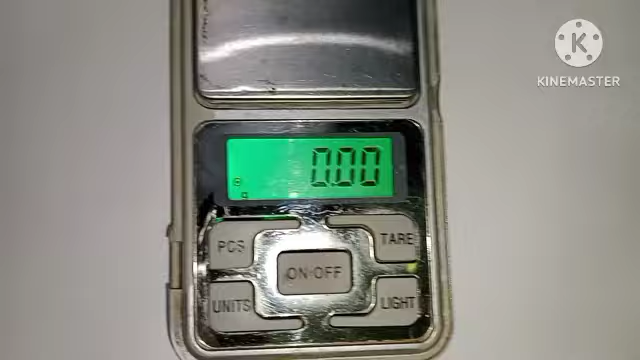 K
KINEMASTER
0.00
g
PCS
TARE
ON·OFF
UNITS
LIGHT